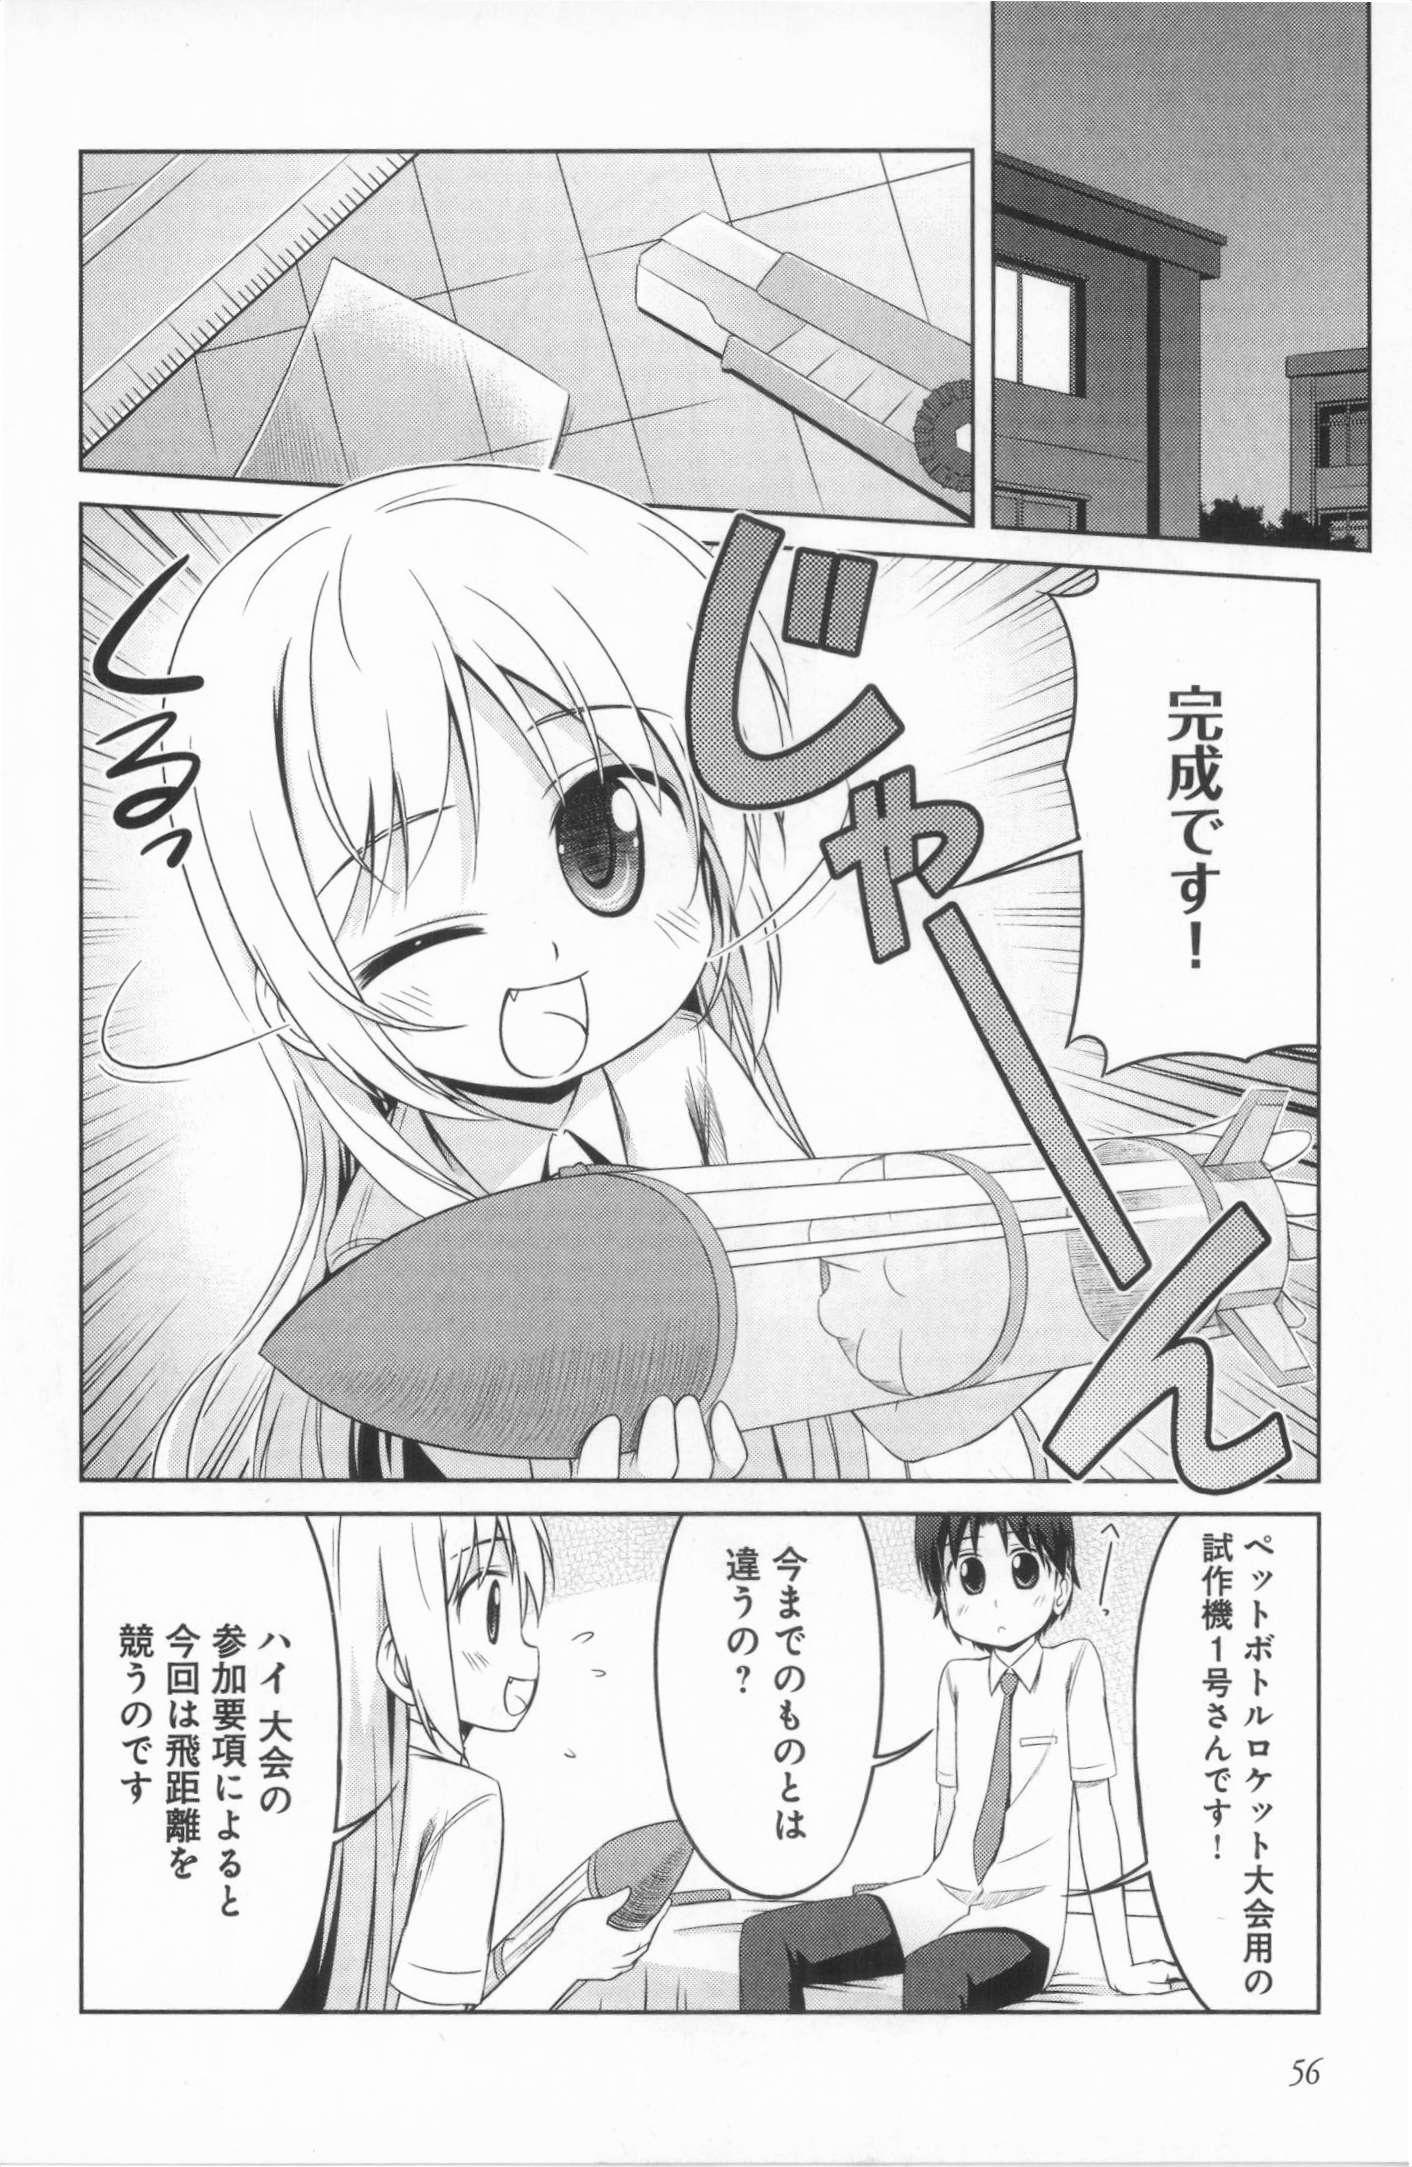 完成です!
じゃーん
くるっ
ペットボトルロケット大会用の
試作機1号さんです!
今までのものとは
違うの?
ハイ 大会の
参加要項によると
今回は飛距離を
競うのです
56